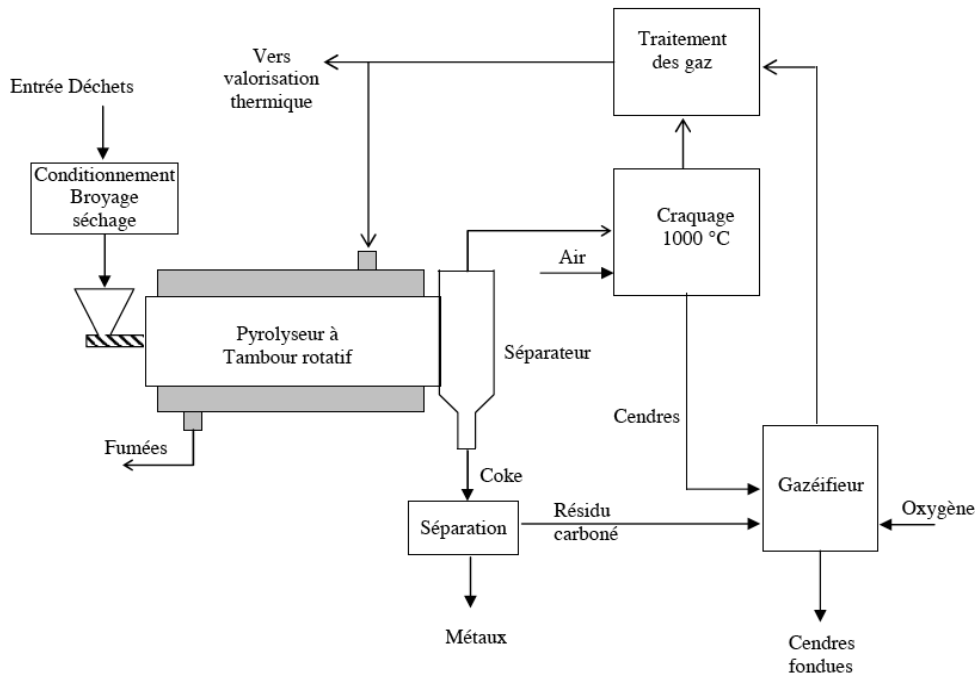 Traitement
des gaz
Vers
valorisation
thermique
Entrée Déchets
Conditionnement
Broyage
séchage
Craquage
1000 °C
Air
Pyrolyseur à
Tambour rotatif
Séparateur
Cendres
Fumées
Coke
Gazéifieur
Séparation
Résidu
carboné
Oxygène
Métaux
Cendres
fondues